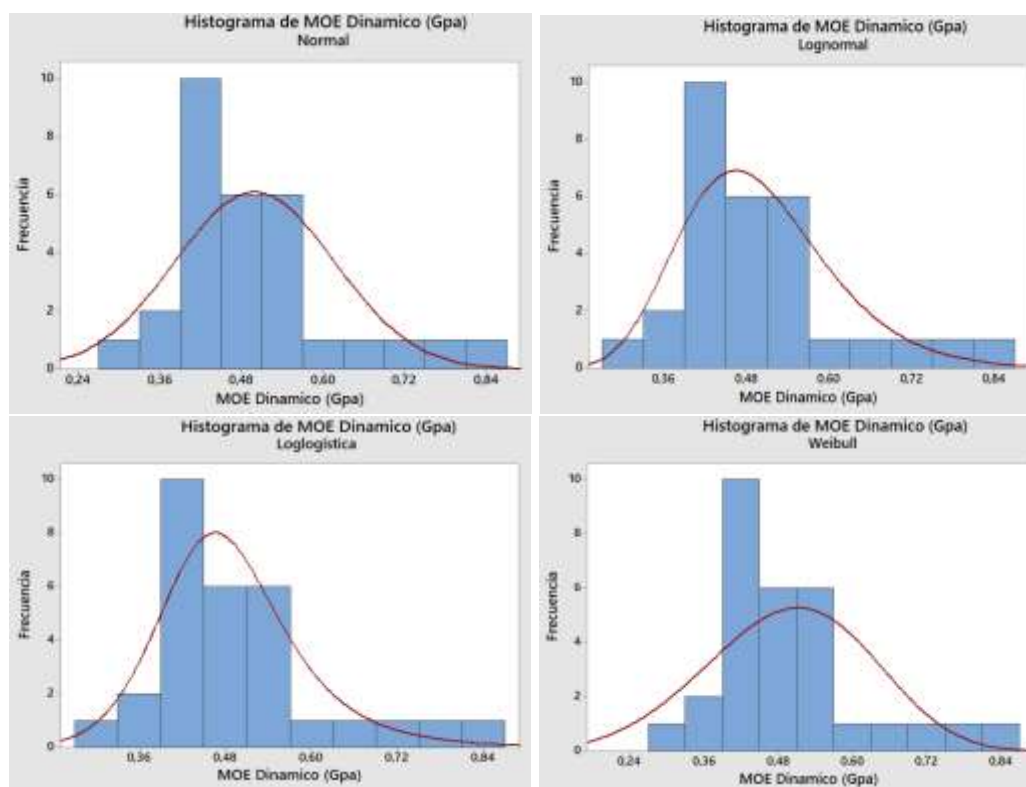 Histograma de MOE Dinamico (Gpa)
Normal
Frecuencia
10
8
6
4
2
0
0,24 0,36 0,48 0,60 0,72 0,84
MOE Dinamico (Gpa)
Histograma de MOE Dinamico (Gpa)
Lognormal
Frecuencia
10
8
6
4
2
0
0,36 0,48 0,60 0,72 0,84
MOE Dinamico (Gpa)
Histograma de MOE Dinamico (Gpa)
Loglogística
Frecuencia
10
8
6
4
2
0
0,36 0,48 0,60 0,72 0,84
MOE Dinamico (Gpa)
Histograma de MOE Dinamico (Gpa)
Weibull
Frecuencia
10
8
6
4
2
0
0,24 0,36 0,48 0,60 0,72 0,84
MOE Dinamico (Gpa)